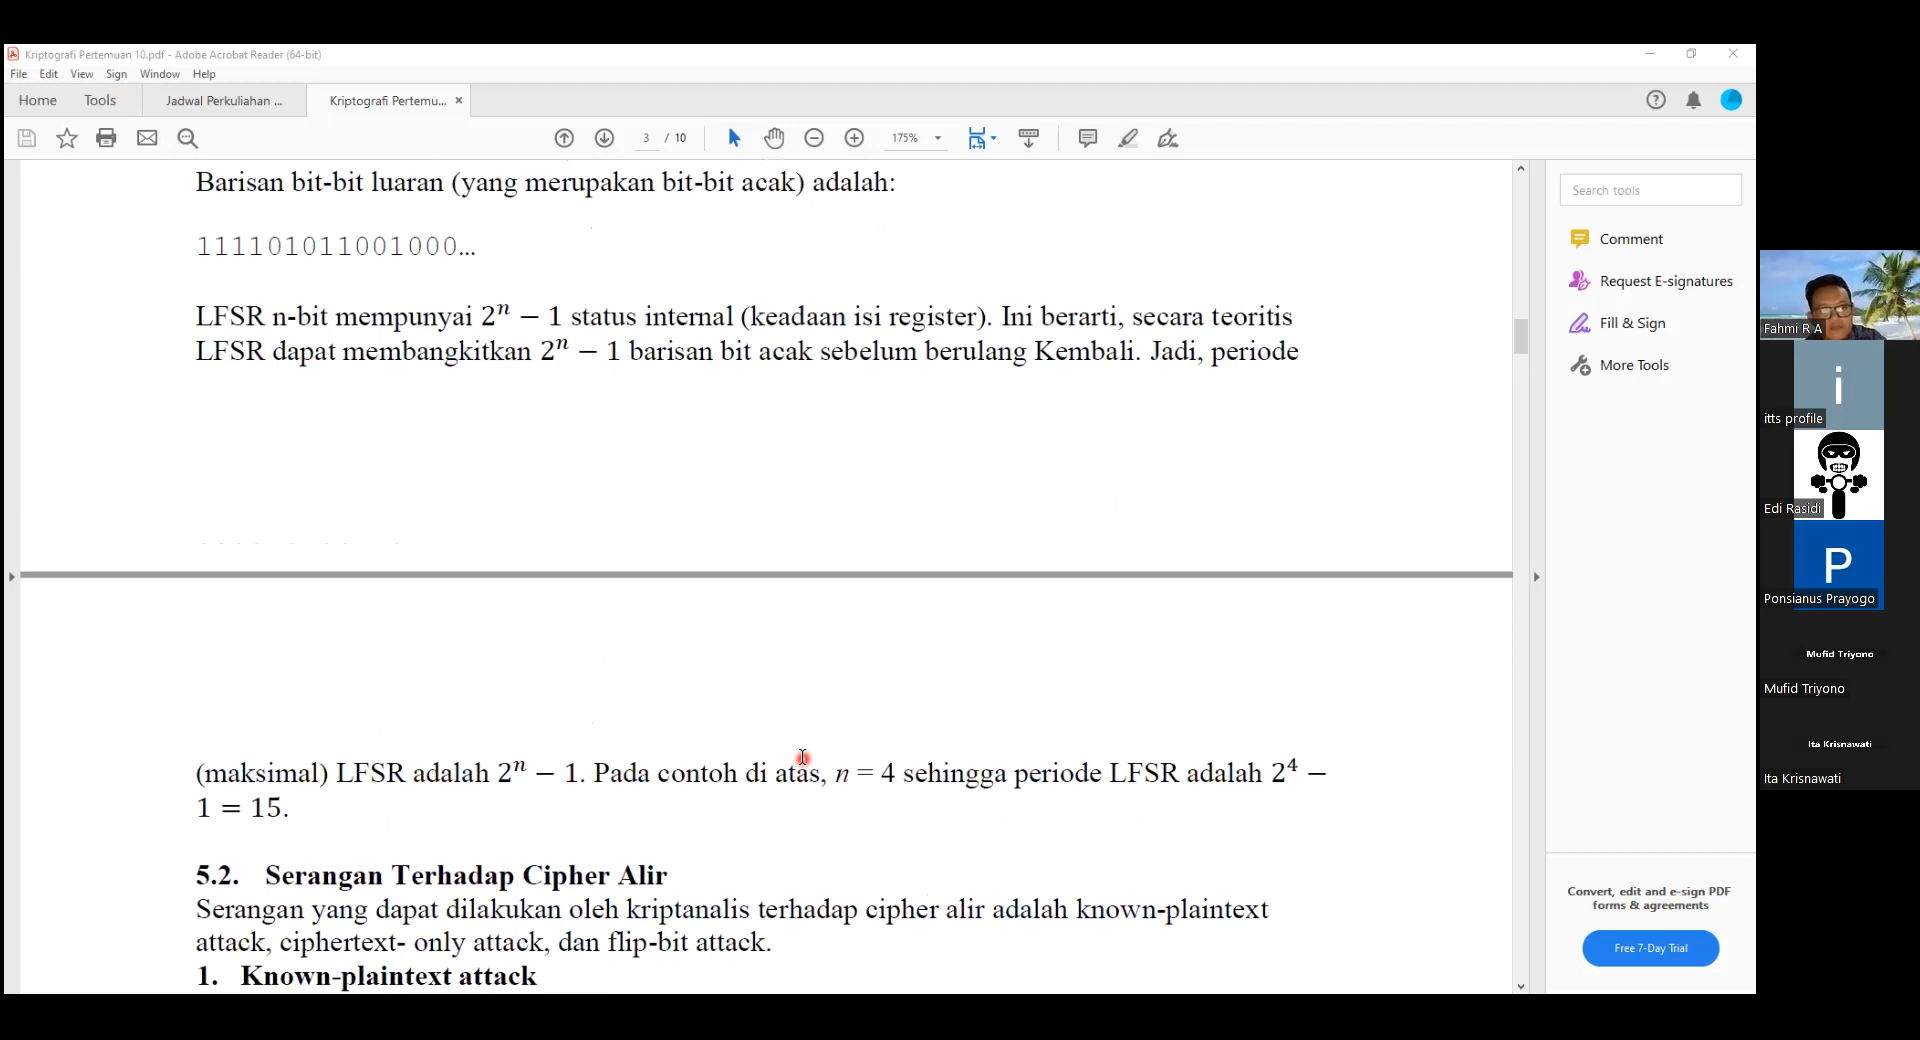 Kriptografi Pertemuan 10.pdf - Adobe Acrobat Reader (64-bit)
File Edit View Sign Window Help
Home Tools Jadwal Perkuliahan ... Kriptografi Pertemu... ×
3 / 10 175%
Barisan bit-bit luaran (yang merupakan bit-bit acak) adalah:
111101011001000...
LFSR n-bit mempunyai 2ⁿ − 1 status internal (keadaan isi register). Ini berarti, secara teoritis
LFSR dapat membangkitkan 2ⁿ − 1 barisan bit acak sebelum berulang Kembali. Jadi, periode
(maksimal) LFSR adalah 2ⁿ − 1. Pada contoh di atas, n = 4 sehingga periode LFSR adalah 2⁴ −
1 = 15.
5.2. Serangan Terhadap Cipher Alir
Serangan yang dapat dilakukan oleh kriptanalis terhadap cipher alir adalah known-plaintext
attack, ciphertext- only attack, dan flip-bit attack.
1. Known-plaintext attack
Search tools
Comment
Request E-signatures
Fill & Sign
More Tools
Convert, edit and e-sign PDF
forms & agreements
Free 7-Day Trial
Fahmi R A
i
itts profile
Edi Rasidi
P
Ponsianus Prayogo
Mufid Triyono
Mufid Triyono
Ita Krisnawati
Ita Krisnawati